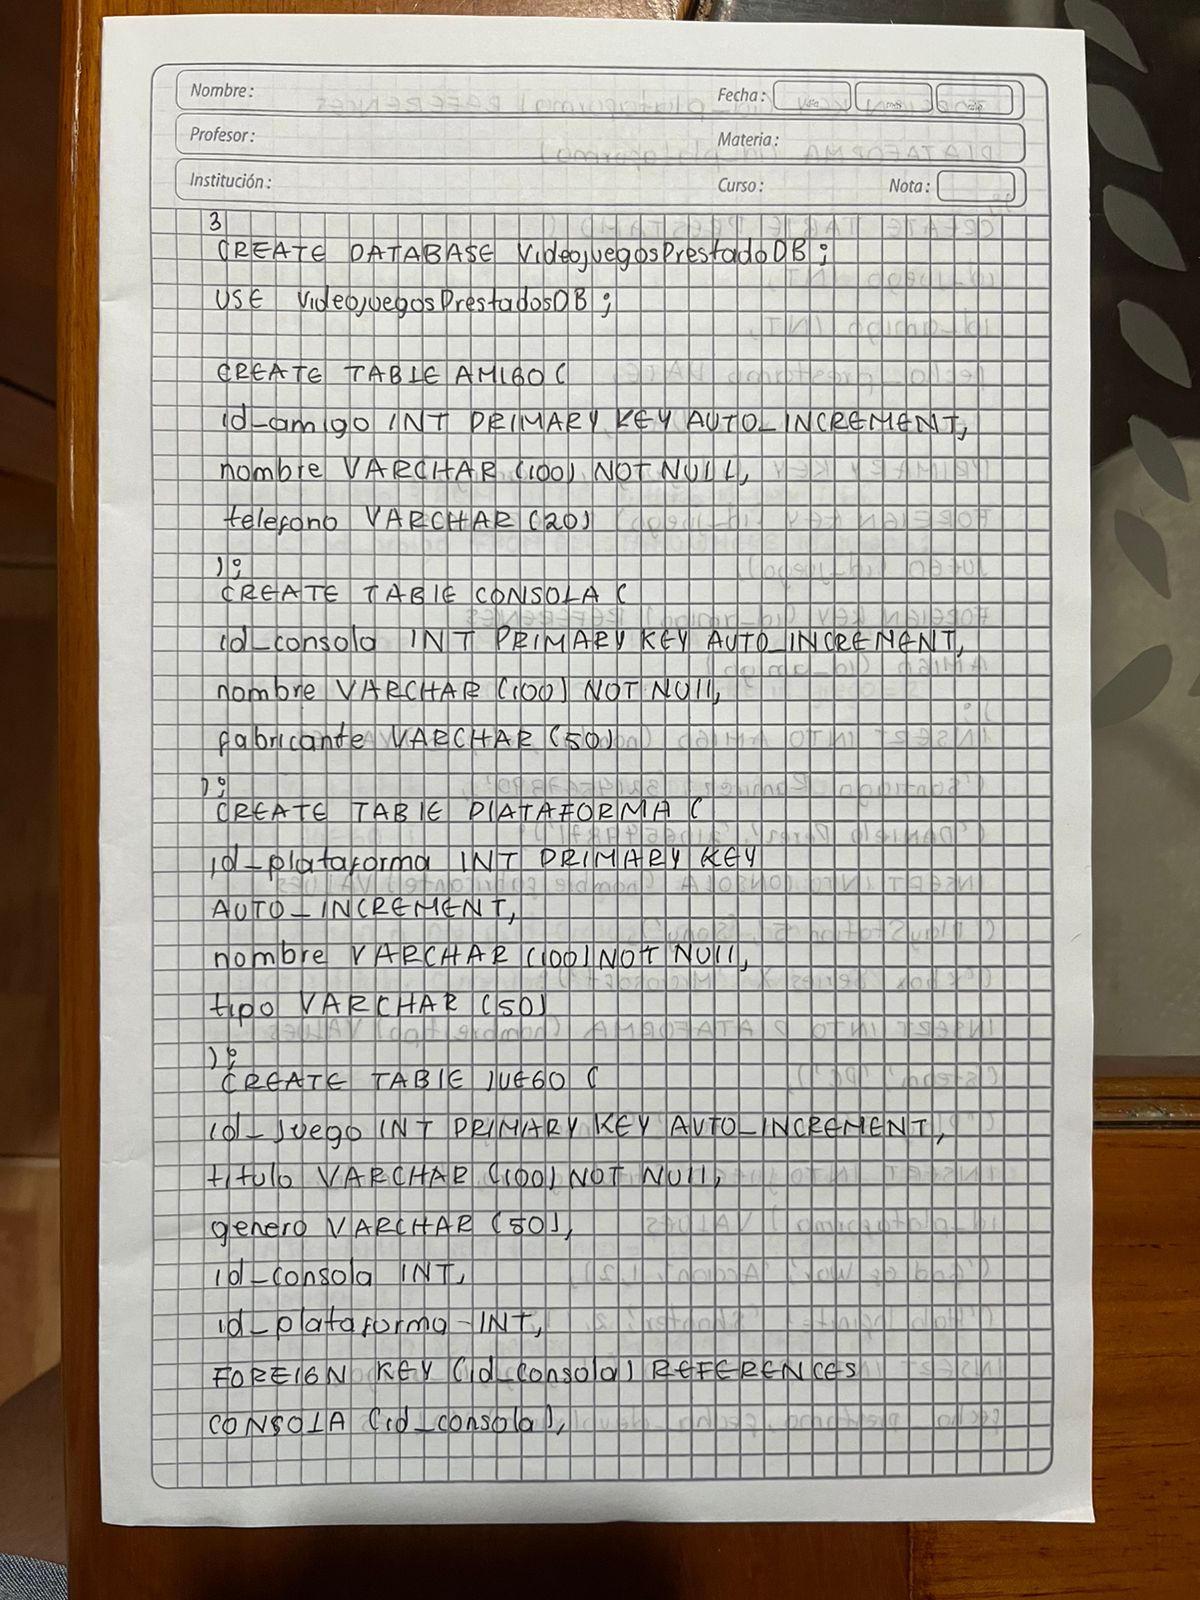 Nombre:
Fecha:
Profesor:
Materia:
Institución:
Curso:
Nota:
3
CREATE DATABASE VideojuegosPrestadoDB;
USE VideojuegosPrestadosDB;
CREATE TABLE AMIGO (
id_amigo INT PRIMARY KEY AUTO_INCREMENT,
nombre VARCHAR (100) NOT NULL,
telefono VARCHAR (20)
);
CREATE TABLE CONSOLA (
id_consola INT PRIMARY KEY AUTO_INCREMENT,
nombre VARCHAR (100) NOT NULL,
fabricante VARCHAR (50)
);
CREATE TABLE PLATAFORMA (
id_plataforma INT PRIMARY KEY
AUTO_INCREMENT,
nombre VARCHAR (100) NOT NULL,
tipo VARCHAR (50)
);
CREATE TABLE JUEGO (
id_juego INT PRIMARY KEY AUTO_INCREMENT,
titulo VARCHAR (100) NOT NULL,
genero VARCHAR (50),
id_consola INT,
id_plataforma INT,
FOREIGN KEY (id_consola) REFERENCES
CONSOLA (id_consola),